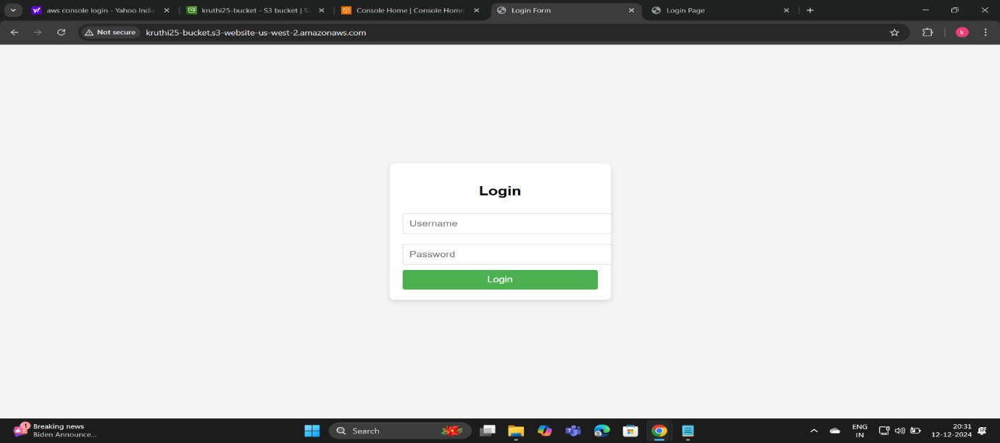 aws console login - Yahoo India
kruthi25-bucket - S3 bucket | S3
Console Home | Console Home
Login Form
Login Page
Not secure
kruthi25-bucket.s3-website-us-west-2.amazonaws.com
k
Login
Username
Password
Login
1
Breaking news
Biden Announce...
Search
ENG
IN
20:31
12-12-2024